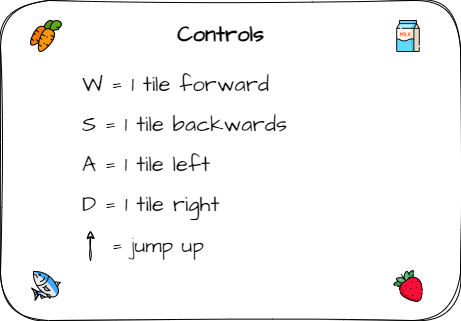 Controls
MILK
W = 1 tile forward
S = 1 tile backwards
A = 1 tile left
D = 1 tile right
↑ = jump up